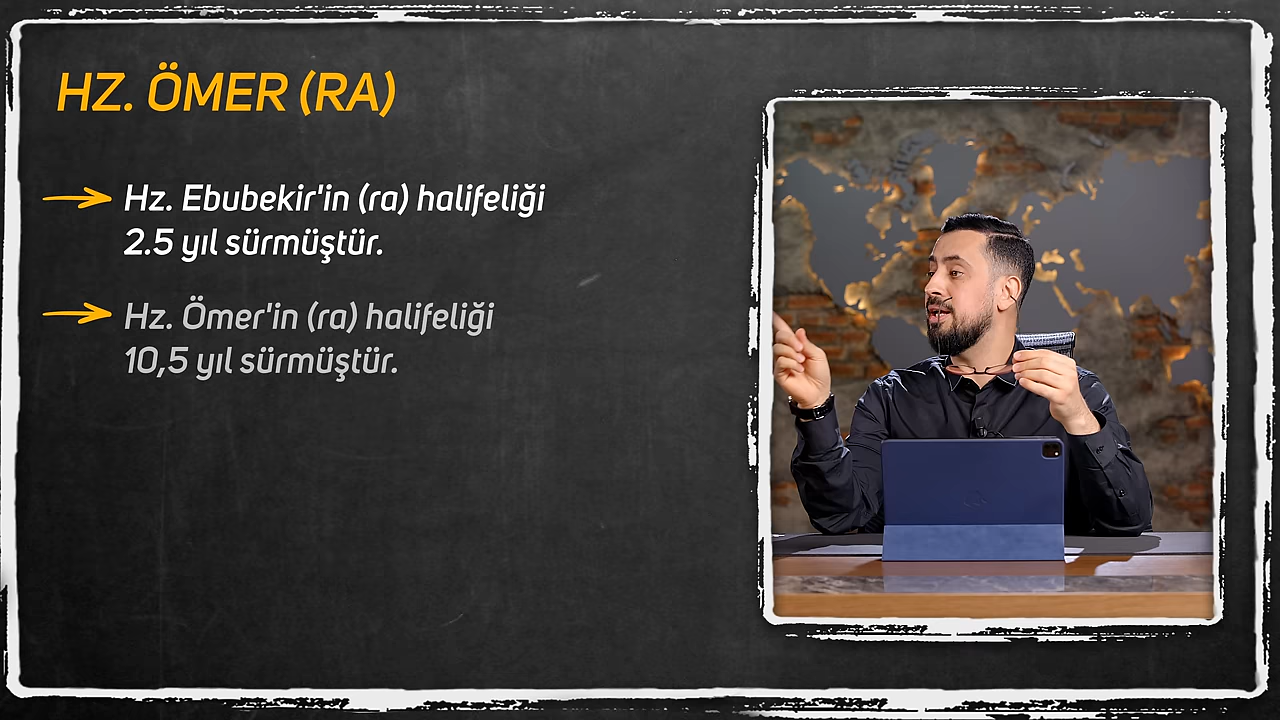 HZ. ÖMER (RA)
Hz. Ebubekir'in (ra) halifeliği
2.5 yıl sürmüştür.
Hz. Ömer'in (ra) halifeliği
10,5 yıl sürmüştür.